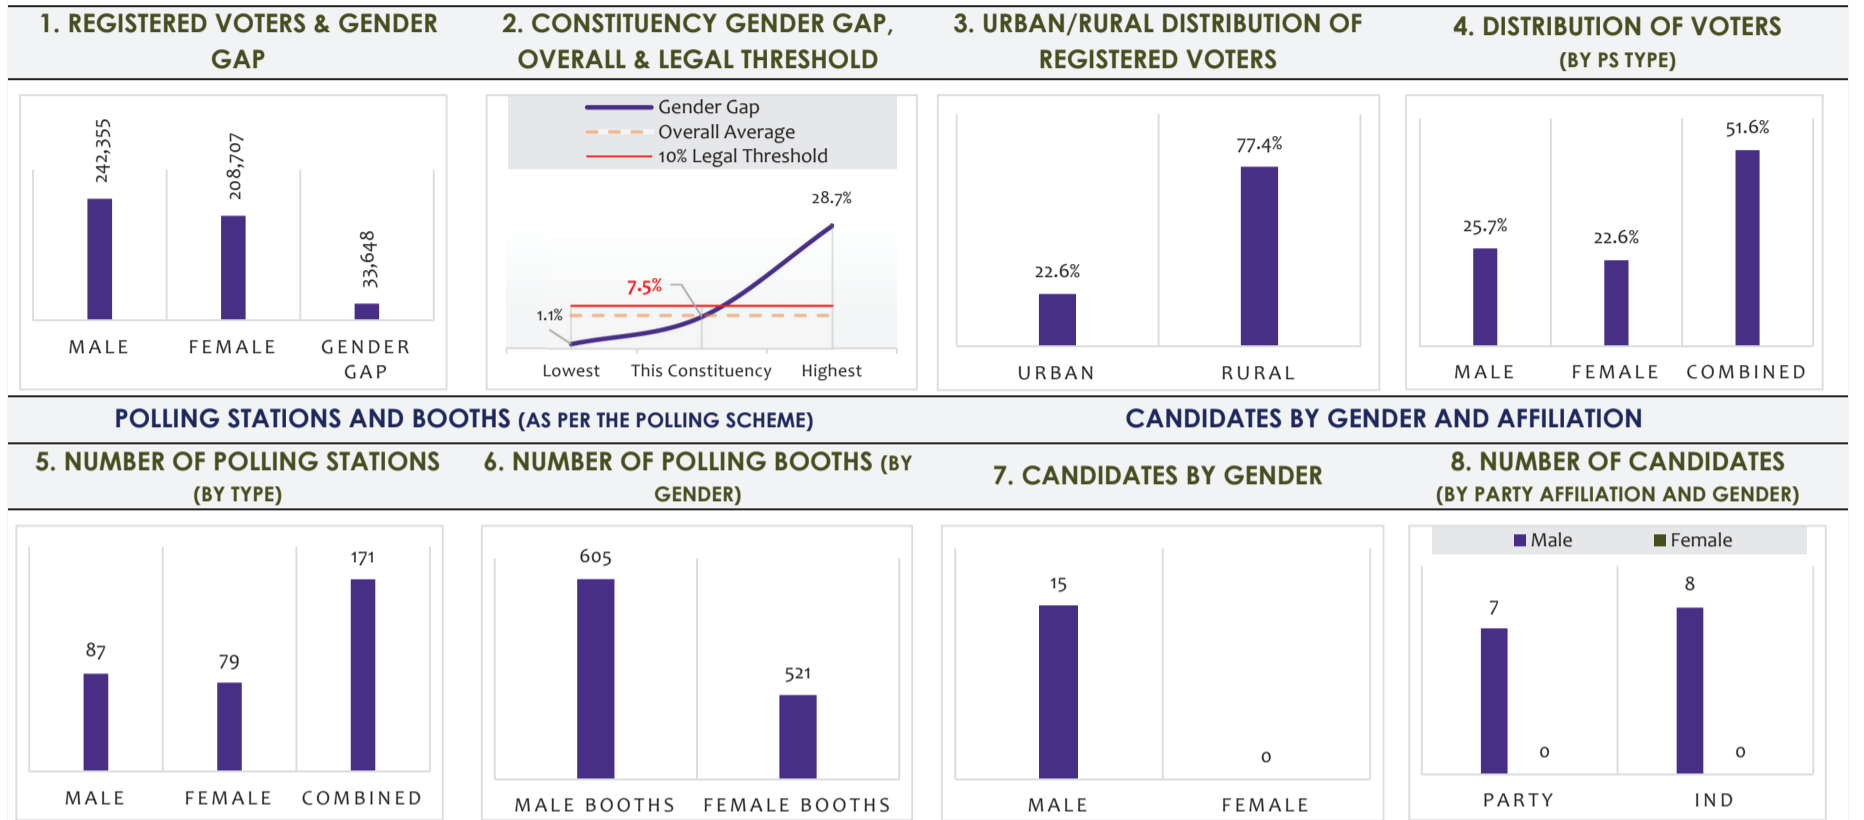 1. REGISTERED VOTERS & GENDER
GAP
2. CONSTITUENCY GENDER GAP,
OVERALL & LEGAL THRESHOLD
3. URBAN/RURAL DISTRIBUTION OF
REGISTERED VOTERS
4. DISTRIBUTION OF VOTERS
(BY PS TYPE)
242,355
208,707
33,648
MALE
FEMALE
GENDER
GAP
Gender Gap
Overall Average
10% Legal Threshold
28.7%
7.5%
1.1%
Lowest
This Constituency
Highest
22.6%
77.4%
URBAN
RURAL
25.7%
22.6%
51.6%
MALE
FEMALE
COMBINED
POLLING STATIONS AND BOOTHS (AS PER THE POLLING SCHEME)
CANDIDATES BY GENDER AND AFFILIATION
5. NUMBER OF POLLING STATIONS
(BY TYPE)
6. NUMBER OF POLLING BOOTHS (BY
GENDER)
7. CANDIDATES BY GENDER
8. NUMBER OF CANDIDATES
(BY PARTY AFFILIATION AND GENDER)
87
79
171
MALE
FEMALE
COMBINED
605
521
MALE BOOTHS
FEMALE BOOTHS
15
0
MALE
FEMALE
Male
Female
7
0
8
0
PARTY
IND